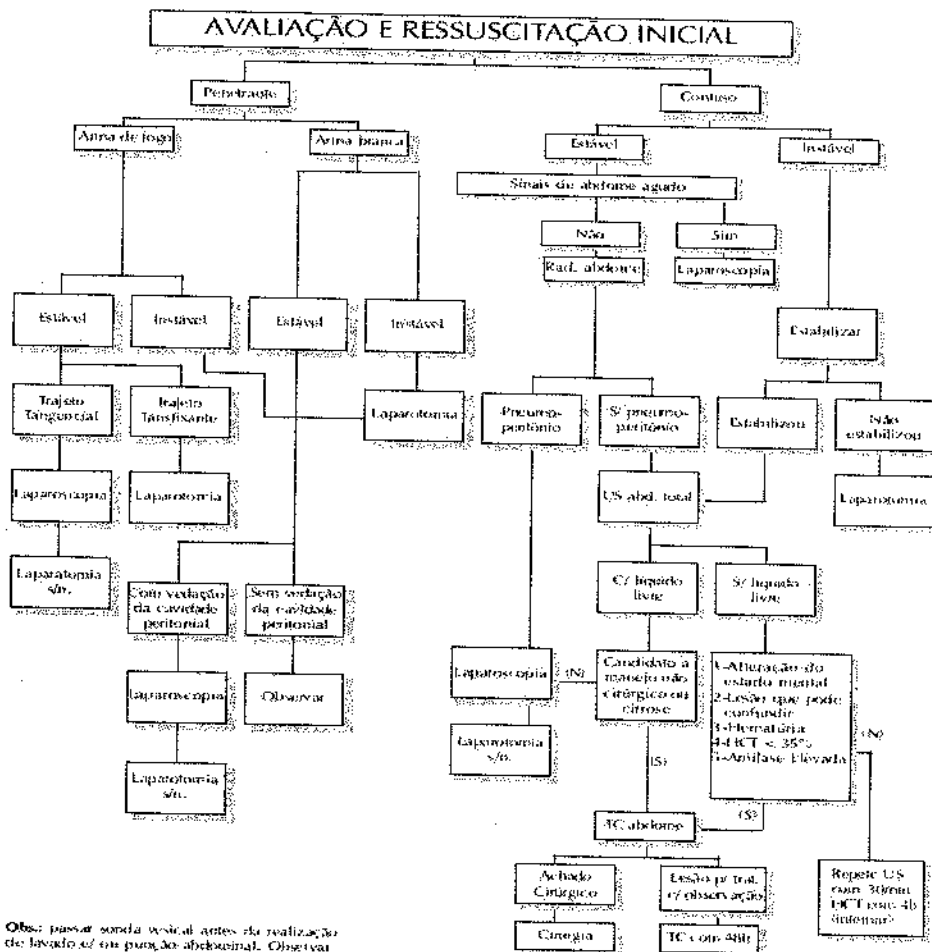 AVALIAÇÃO E RESSUSCITAÇÃO INICIAL
Penetrante
Contuso
Arma de fogo
Arma branca
Estável
Instável
Sinais de abdome agudo
Não
Sim
Rad. abdome
Laparoscopia
Estável
Instável
Estável
Instável
Estabilizar
Trajeto
Tangencial
Trajeto
Tansfixante
Laparotomia
Pneumo-
peritônio
S/ pneumo-
peritônio
Estabilizou
Não
estabilizou
Laparoscopia
Laparotomia
US abd. total
Laparotomia
Laparatomia
s/n.
Com vedação
da cavidade
peritonial
Sem vedação
da cavidade
peritonial
C/ líquido
livre
S/ líquido
livre
Laparoscopia
Observar
Laparoscopia
(N)
Candidato a
manejo não
cirúrgico ou
cirrose
1-Alteração do
estado mental
2-Lesão que pode
confundir
3-Hematúria
4-HCT < 35%
5-Amilase Elevada
(N)
Laparotomia
s/n.
Laparotomia
s/n.
(S)
(S)
TC abdome
Achado
Cirúrgico
Lesão p/ trat.
c/ observação
Repete US
com 30min
HCT com 4h
(internar)
Cirurgia
TC com 48h
Obs.: passar sonda vesical antes da realização
de lavado e/ ou punção abdominal. Observar